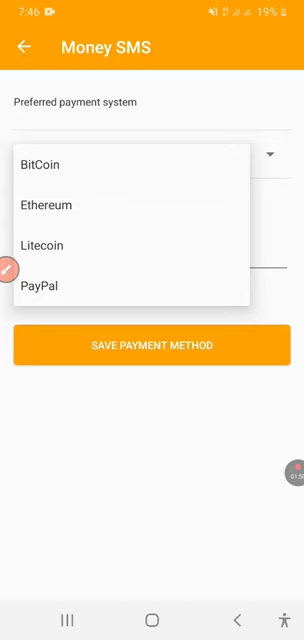 7:46 19%
Money SMS
Preferred payment system
BitCoin
Ethereum
Litecoin
PayPal
SAVE PAYMENT METHOD